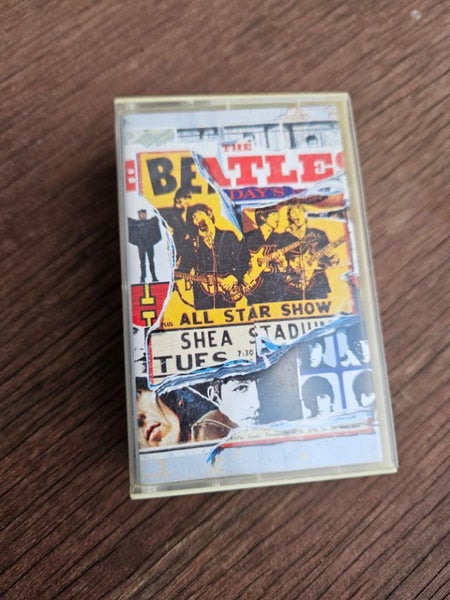 THE
BEATLES
DAY'S
ALL STAR SHOW
SHEA STADIUM
TUES 7:30